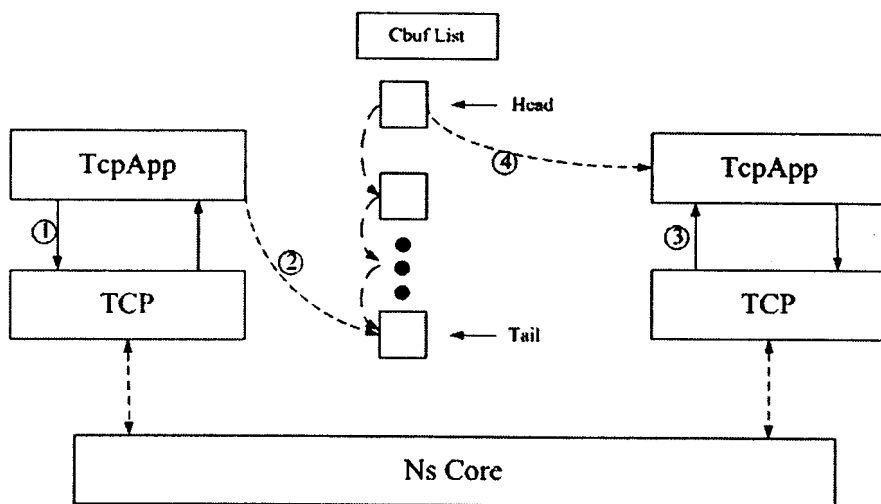 Cbuf List
Head
TcpApp
④
TcpApp
①
②
③
TCP
TCP
Tail
Ns Core